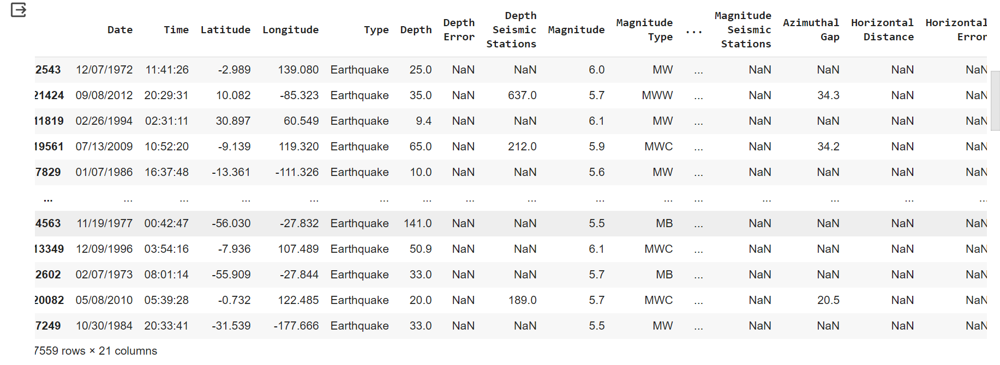 Date Time Latitude Longitude Type Depth Depth Error Depth Seismic Stations Magnitude Magnitude Type ... Magnitude Seismic Stations Azimuthal Gap Horizontal Distance Horizontal Error
2543 12/07/1972 11:41:26 -2.989 139.080 Earthquake 25.0 NaN NaN 6.0 MW ... NaN NaN NaN NaN
21424 09/08/2012 20:29:31 10.082 -85.323 Earthquake 35.0 NaN 637.0 5.7 MWW ... NaN 34.3 NaN NaN
11819 02/26/1994 02:31:11 30.897 60.549 Earthquake 9.4 NaN NaN 6.1 MW ... NaN NaN NaN NaN
19561 07/13/2009 10:52:20 -9.139 119.320 Earthquake 65.0 NaN 212.0 5.9 MWC ... NaN 34.2 NaN NaN
7829 01/07/1986 16:37:48 -13.361 -111.326 Earthquake 10.0 NaN NaN 5.6 MW ... NaN NaN NaN NaN
... ... ... ... ... ... ... ... ... ... ... ... ... ... ... ...
4563 11/19/1977 00:42:47 -56.030 -27.832 Earthquake 141.0 NaN NaN 5.5 MB ... NaN NaN NaN NaN
13349 12/09/1996 03:54:16 -7.936 107.489 Earthquake 50.9 NaN NaN 6.1 MWC ... NaN NaN NaN NaN
2602 02/07/1973 08:01:14 -55.909 -27.844 Earthquake 33.0 NaN NaN 5.7 MB ... NaN NaN NaN NaN
20082 05/08/2010 05:39:28 -0.732 122.485 Earthquake 20.0 NaN 189.0 5.7 MWC ... NaN 20.5 NaN NaN
7249 10/30/1984 20:33:41 -31.539 -177.666 Earthquake 33.0 NaN NaN 5.5 MW ... NaN NaN NaN NaN
7559 rows × 21 columns